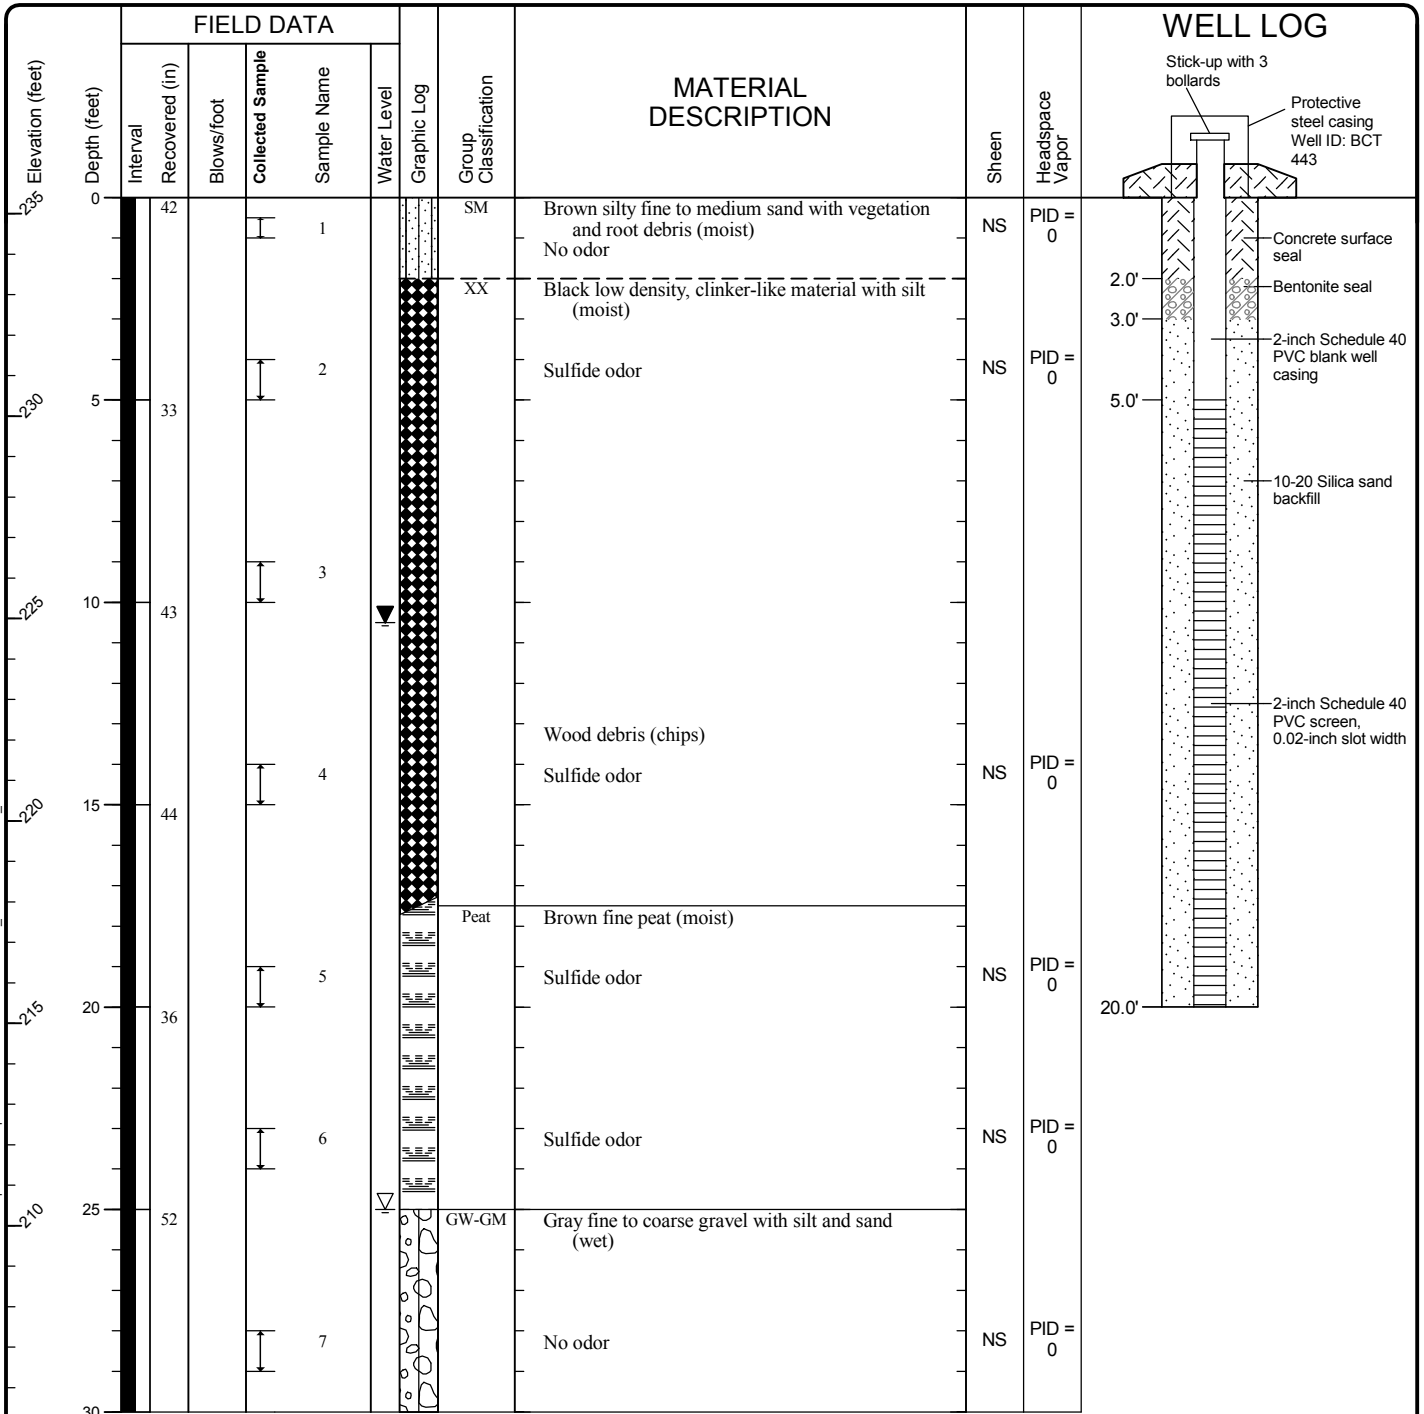 FIELD DATA
WELL LOG
Elevation (feet)
Depth (feet)
Interval
Recovered (in)
Blows/foot
Collected Sample
Sample Name
Water Level
Graphic Log
Group
Classification
MATERIAL
DESCRIPTION
Sheen
Headspace
Vapor
Stick-up with 3
bollards
Protective
steel casing
Well ID: BCT
443
235
0
42
1
SM
Brown silty fine to medium sand with vegetation
and root debris (moist)
No odor
NS
PID =
0
Concrete surface
seal
2.0'
XX
Black low density, clinker-like material with silt
(moist)
Bentonite seal
3.0'
2-inch Schedule 40
PVC blank well
casing
2
Sulfide odor
NS
PID =
0
230
5
33
5.0'
10-20 Silica sand
backfill
3
225
10
43
Wood debris (chips)
2-inch Schedule 40
PVC screen,
0.02-inch slot width
4
Sulfide odor
NS
PID =
0
220
15
44
Peat
Brown fine peat (moist)
5
Sulfide odor
NS
PID =
0
215
20
36
20.0'
6
Sulfide odor
NS
PID =
0
210
25
52
GW-GM
Gray fine to coarse gravel with silt and sand
(wet)
7
No odor
NS
PID =
0
30